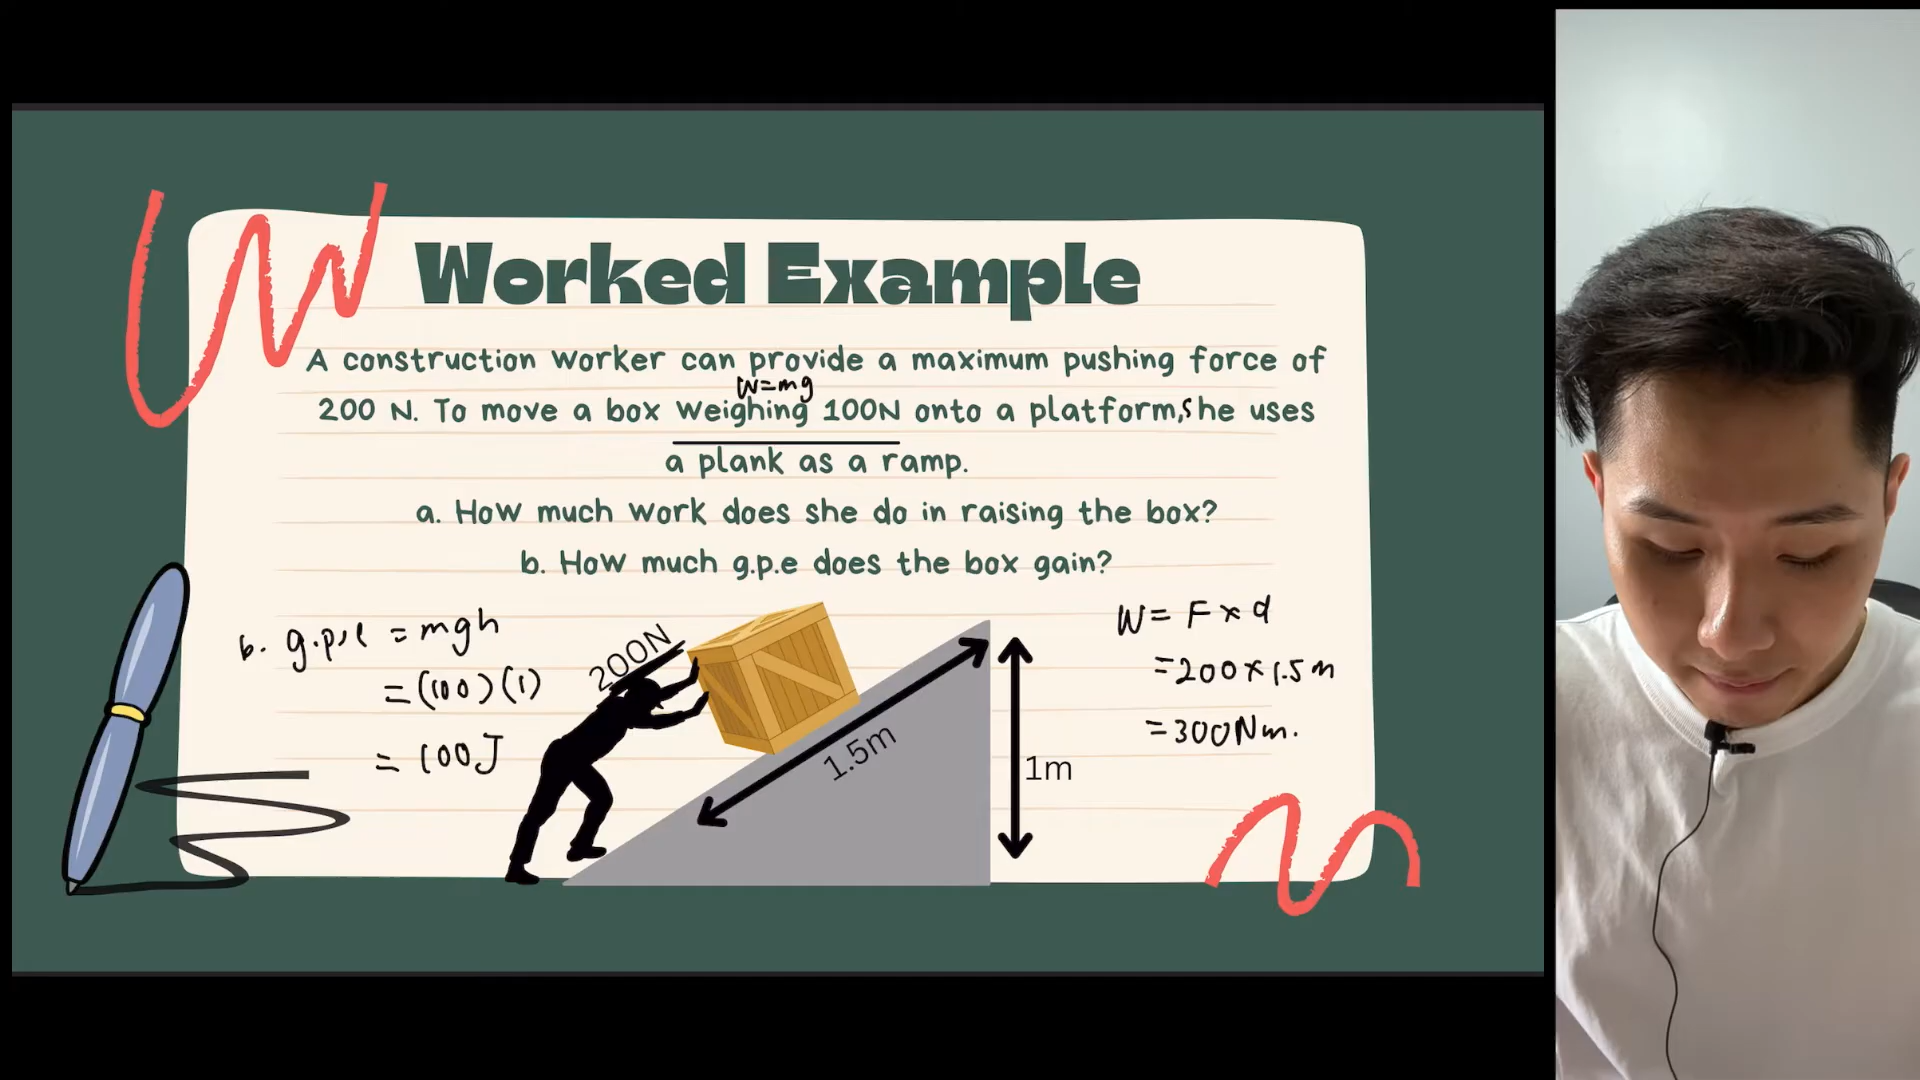 Worked Example
A construction worker can provide a maximum pushing force of
W=mg
200 N. To move a box weighing 100N onto a platform, she uses
a plank as a ramp.
a. How much work does she do in raising the box?
b. How much g.p.e does the box gain?
b. g.p.e = mgh
= (100)(1)
= 100J
200N
1.5m
1m
W = F x d
= 200 x 1.5 m
= 300Nm.